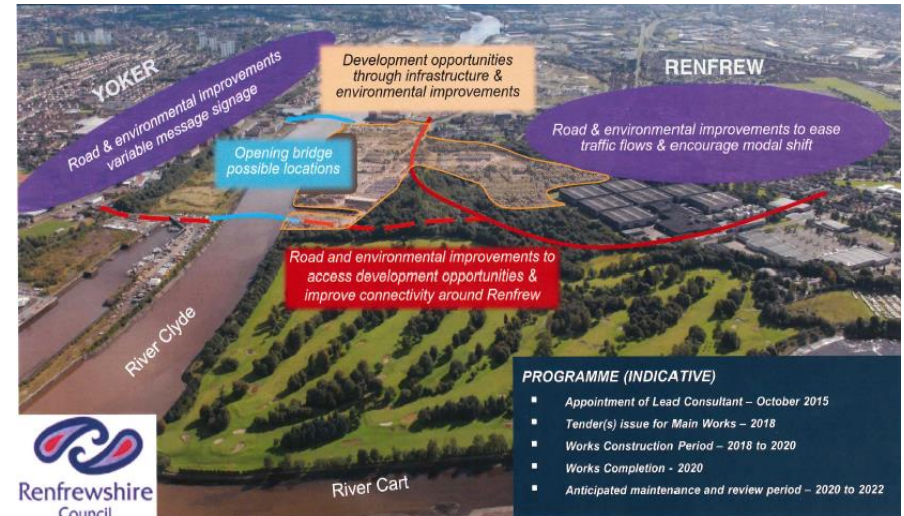 YOKER
Road & environmental improvements
variable message signage
Development opportunities
through infrastructure &
environmental improvements
RENFREW
Road & environmental improvements to ease
traffic flows & encourage modal shift
Opening bridge
possible locations
Road and environmental improvements to
access development opportunities &
improve connectivity around Renfrew
River Clyde
River Cart
PROGRAMME (INDICATIVE)
▪ Appointment of Lead Consultant – October 2015
▪ Tender(s) issue for Main Works – 2018
▪ Works Construction Period – 2018 to 2020
▪ Works Completion - 2020
▪ Anticipated maintenance and review period – 2020 to 2022
Renfrewshire
Council